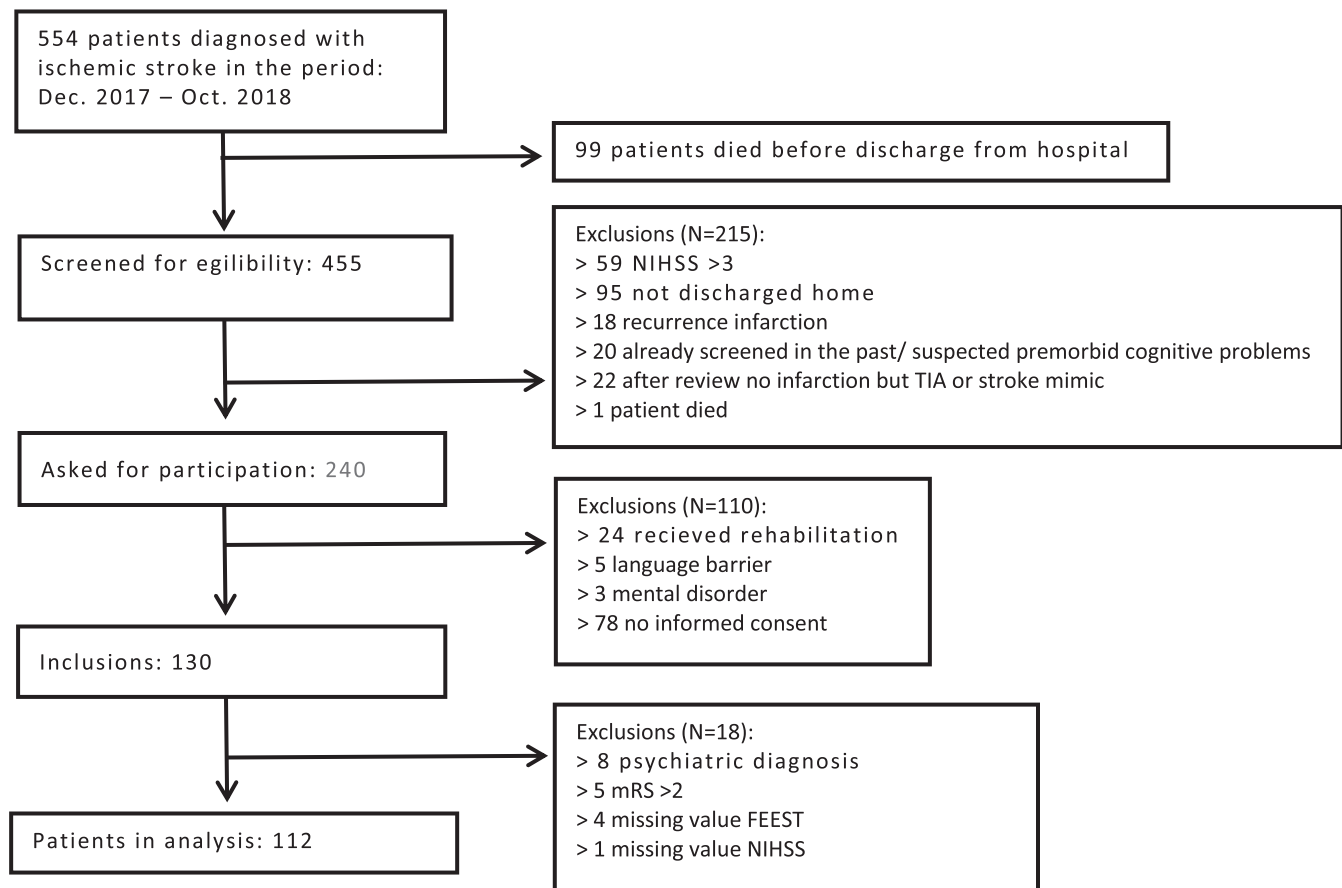 554 patients diagnosed with
ischemic stroke in the period:
Dec. 2017 – Oct. 2018
99 patients died before discharge from hospital
Screened for egilibility: 455
Exclusions (N=215):
> 59 NIHSS >3
> 95 not discharged home
> 18 recurrence infarction
> 20 already screened in the past/ suspected premorbid cognitive problems
> 22 after review no infarction but TIA or stroke mimic
> 1 patient died
Asked for participation: 240
Exclusions (N=110):
> 24 recieved rehabilitation
> 5 language barrier
> 3 mental disorder
> 78 no informed consent
Inclusions: 130
Exclusions (N=18):
> 8 psychiatric diagnosis
> 5 mRS >2
> 4 missing value FEEST
> 1 missing value NIHSS
Patients in analysis: 112